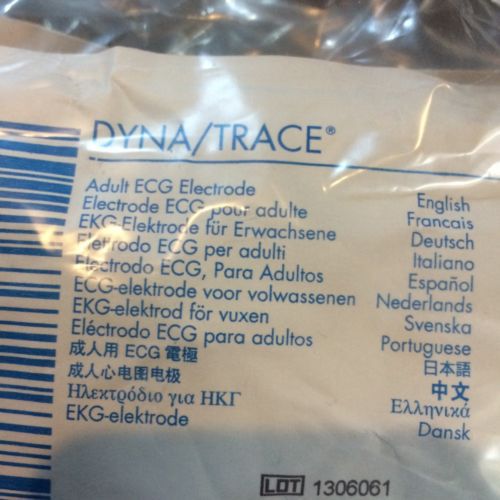 DYNA/TRACE®
Adult ECG Electrode English
Electrode ECG pour adulte Francais
EKG-Elektrode für Erwachsene Deutsch
Elettrodo ECG per adulti Italiano
Electrodo ECG, Para Adultos Español
ECG-elektrode voor volwassenen Nederlands
EKG-elektrod för vuxen Svenska
Eléctrodo ECG para adultos Portuguese
成人用 ECG 電極 日本語
成人心电图电极 中文
Ηλεκτρόδιο για ΗΚΓ Ελληνικά
EKG-elektrode Dansk
LOT 1306061